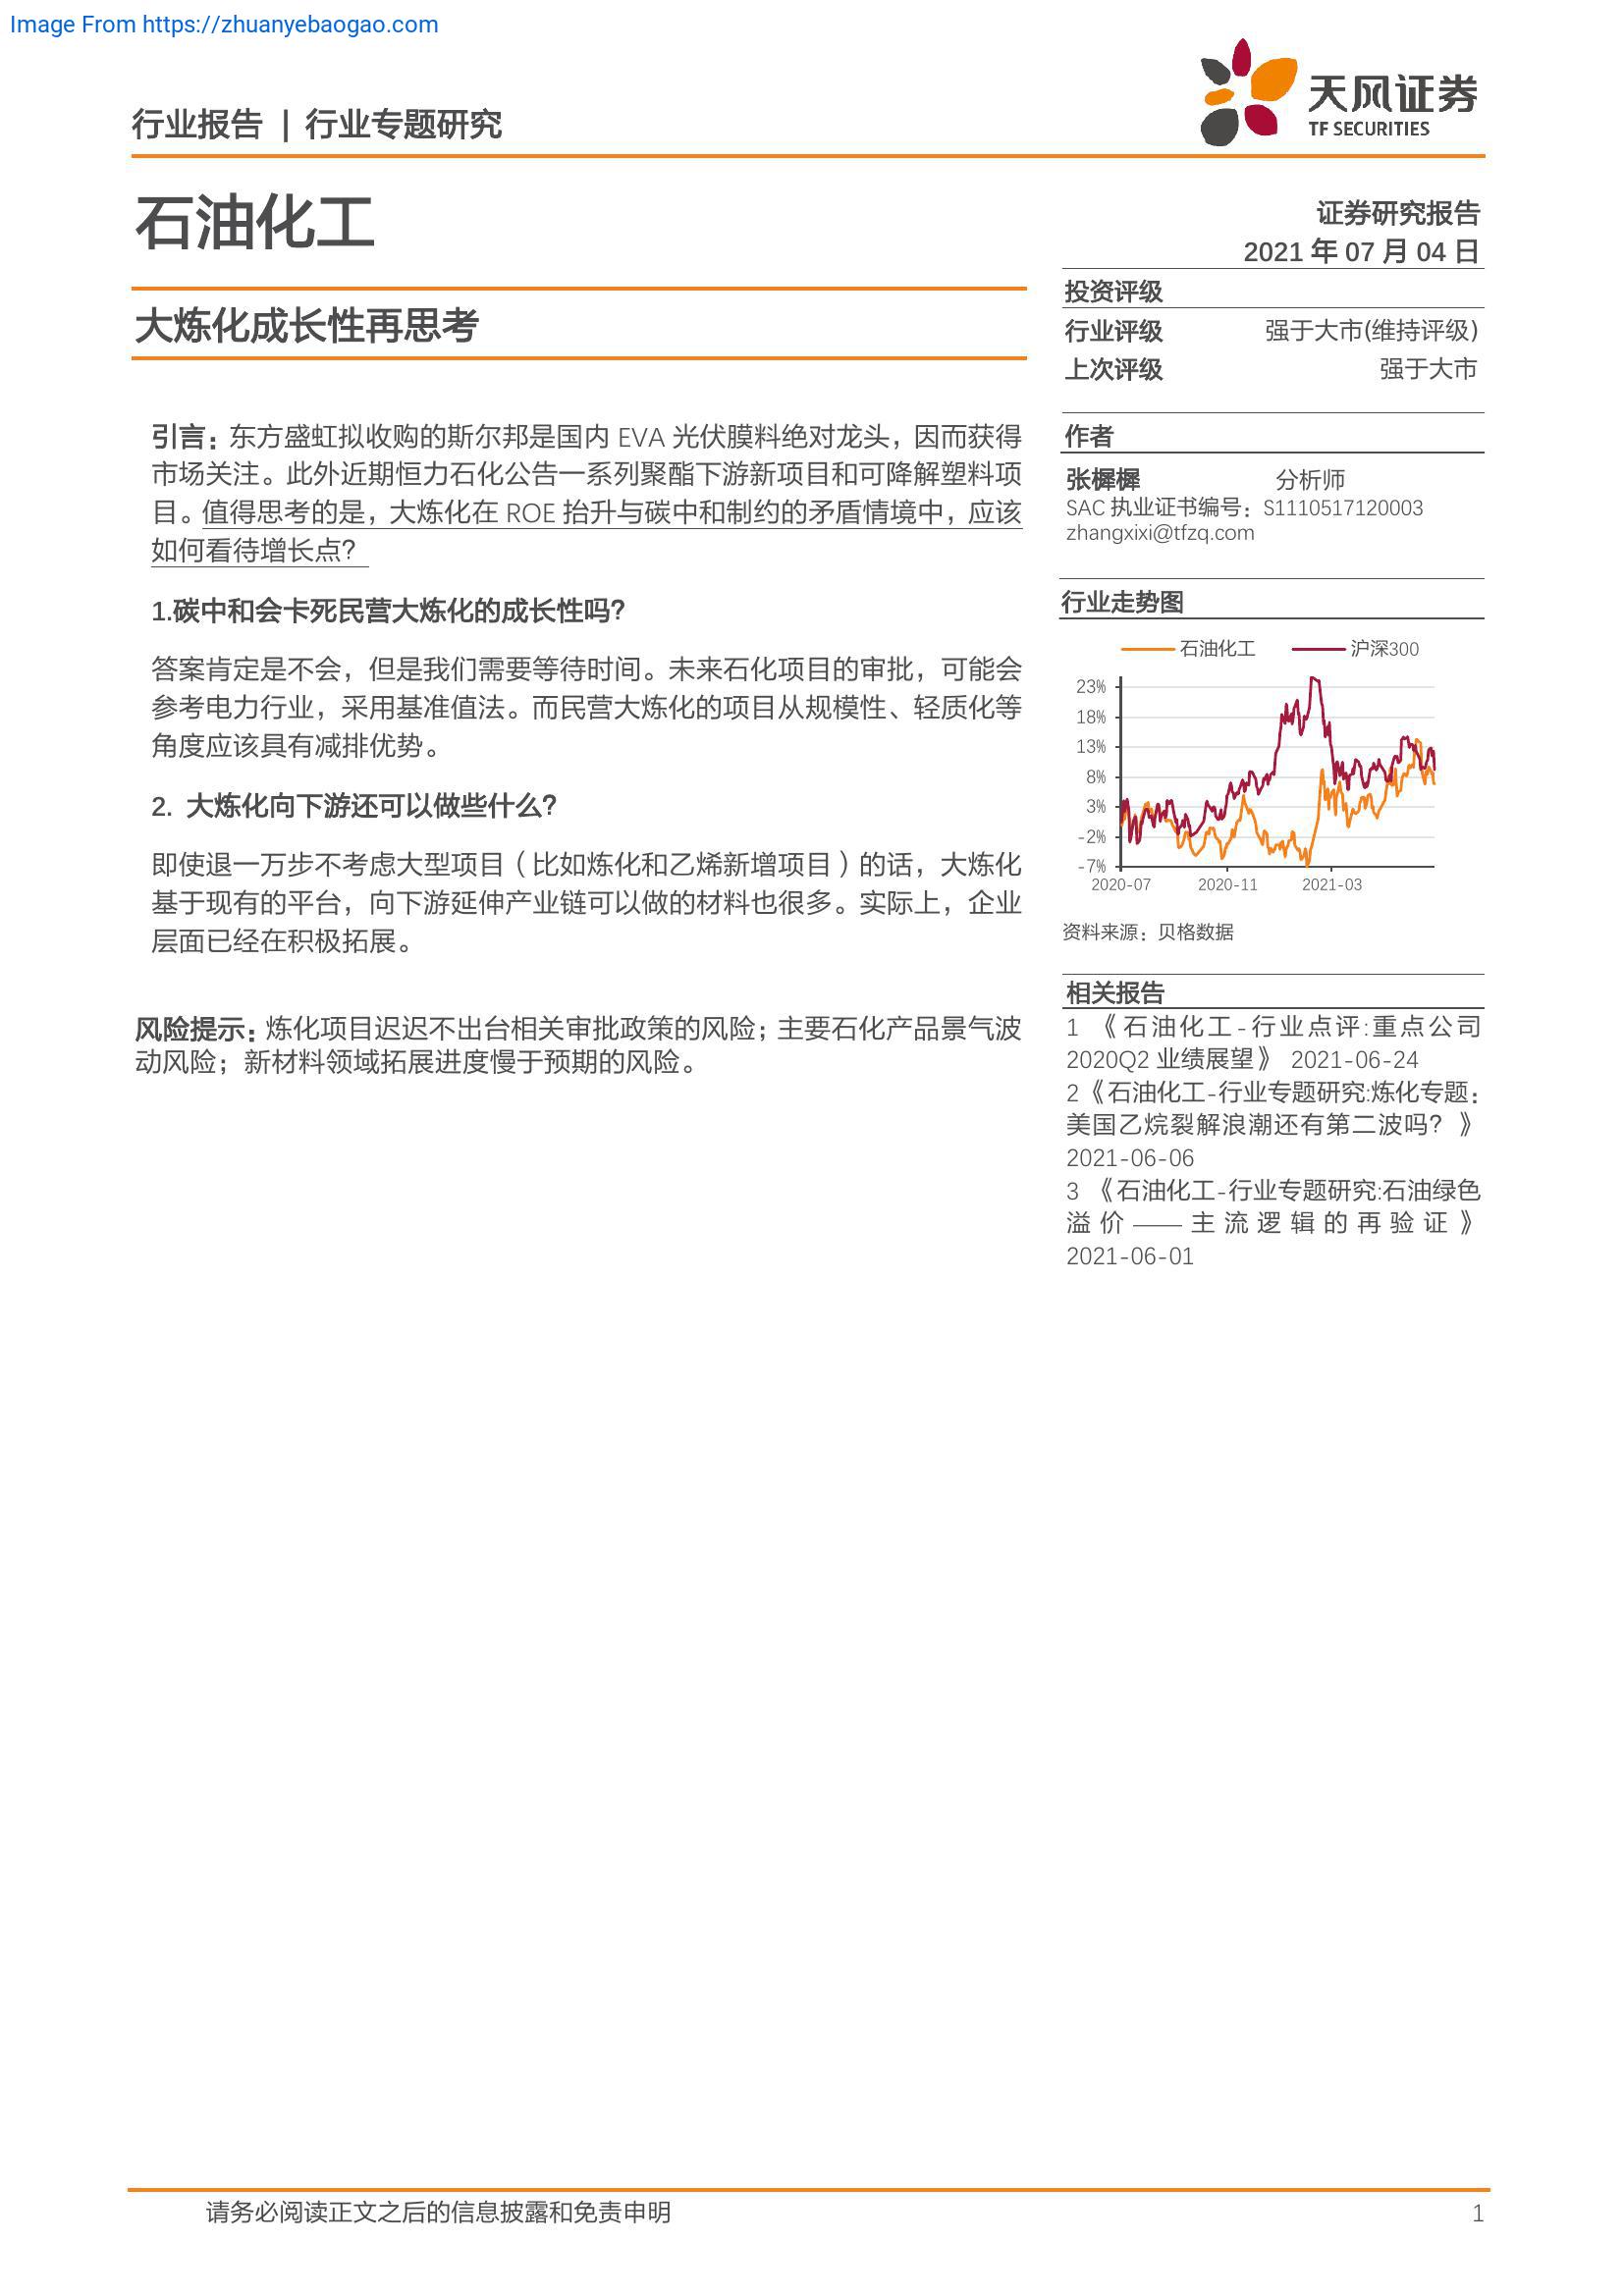 Image From https://zhuanyebaogao.com
行业报告 | 行业专题研究
天风证券
TF SECURITIES
石油化工
证券研究报告
2021 年 07 月 04 日
大炼化成长性再思考
投资评级
行业评级 强于大市(维持评级)
上次评级 强于大市
引言：东方盛虹拟收购的斯尔邦是国内 EVA 光伏膜料绝对龙头，因而获得
市场关注。此外近期恒力石化公告一系列聚酯下游新项目和可降解塑料项
目。值得思考的是，大炼化在 ROE 抬升与碳中和制约的矛盾情境中，应该
如何看待增长点？
1.碳中和会卡死民营大炼化的成长性吗？
答案肯定是不会，但是我们需要等待时间。未来石化项目的审批，可能会
参考电力行业，采用基准值法。而民营大炼化的项目从规模性、轻质化等
角度应该具有减排优势。
2. 大炼化向下游还可以做些什么？
即使退一万步不考虑大型项目（比如炼化和乙烯新增项目）的话，大炼化
基于现有的平台，向下游延伸产业链可以做的材料也很多。实际上，企业
层面已经在积极拓展。
风险提示：炼化项目迟迟不出台相关审批政策的风险；主要石化产品景气波
动风险；新材料领域拓展进度慢于预期的风险。
作者
张樨樨 分析师
SAC 执业证书编号：S1110517120003
zhangxixi@tfzq.com
行业走势图
石油化工 沪深300
23%
18%
13%
8%
3%
-2%
-7%
2020-07 2020-11 2021-03
资料来源：贝格数据
相关报告
1 《石油化工-行业点评:重点公司
2020Q2 业绩展望》 2021-06-24
2《石油化工-行业专题研究:炼化专题：
美国乙烷裂解浪潮还有第二波吗？》
2021-06-06
3 《石油化工-行业专题研究:石油绿色
溢价——主流逻辑的再验证》
2021-06-01
请务必阅读正文之后的信息披露和免责申明 1